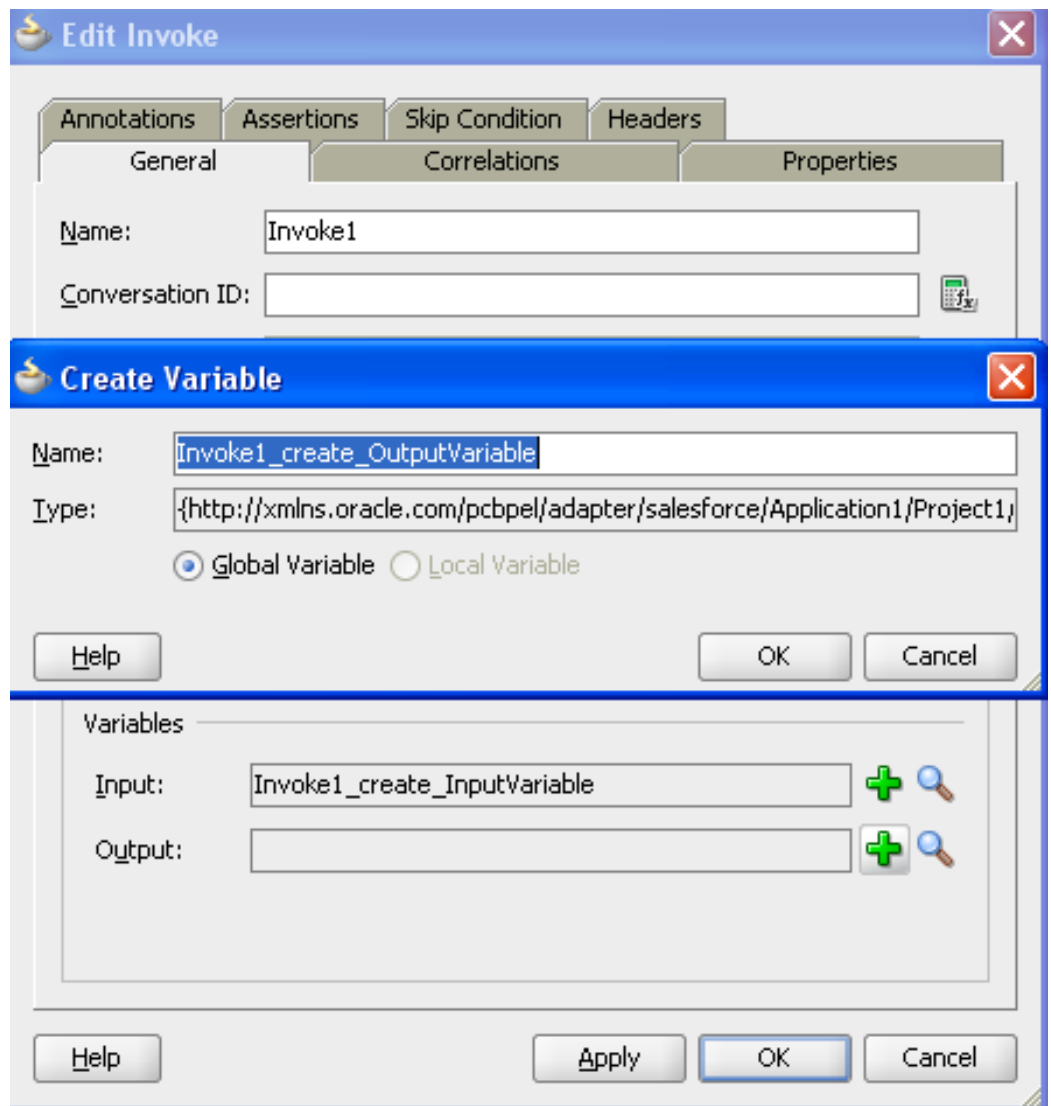 Edit Invoke
Annotations Assertions Skip Condition Headers
General Correlations Properties
Name: Invoke1
Conversation ID:
Create Variable
Name: Invoke1_create_OutputVariable
Type: {http://xmlns.oracle.com/pcbpel/adapter/salesforce/Application1/Project1/
Global Variable Local Variable
Help OK Cancel
Variables
Input: Invoke1_create_InputVariable
Output:
Help Apply OK Cancel